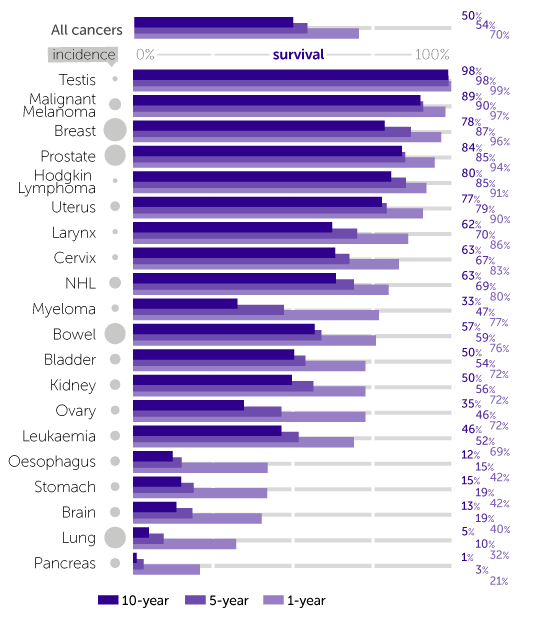 All cancers 50% 54% 70%
incidence 0% survival 100%
Testis 98% 98% 99%
Malignant
Melanoma 89% 90% 97%
Breast 78% 87% 96%
Prostate 84% 85% 94%
Hodgkin
Lymphoma 80% 85% 91%
Uterus 77% 79% 90%
Larynx 62% 70% 86%
Cervix 63% 67% 83%
NHL 63% 69% 80%
Myeloma 33% 47% 77%
Bowel 57% 59% 76%
Bladder 50% 54% 72%
Kidney 50% 56% 72%
Ovary 35% 46% 72%
Leukaemia 46% 52% 69%
Oesophagus 12% 15% 42%
Stomach 15% 19% 42%
Brain 13% 19% 40%
Lung 5% 10% 32%
Pancreas 1% 3% 21%
10-year 5-year 1-year